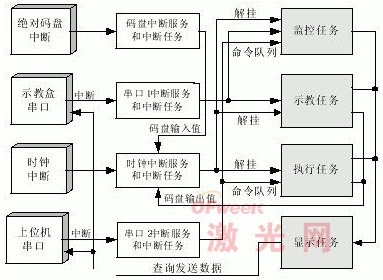 绝对码盘
中断
码盘中断服务
和中断任务
解挂
监控任务
命令队列
示教盒
串口
中断
串口1中断服务
和中断任务
示教任务
解挂
码盘输入值
时钟
中断
时钟中断服务
和中断任务
解挂
执行任务
命令队列
码盘输出值
OFweek
激光网
上位机
串口
中断
串口2中断服务
和中断任务
显示任务
查询发送数据